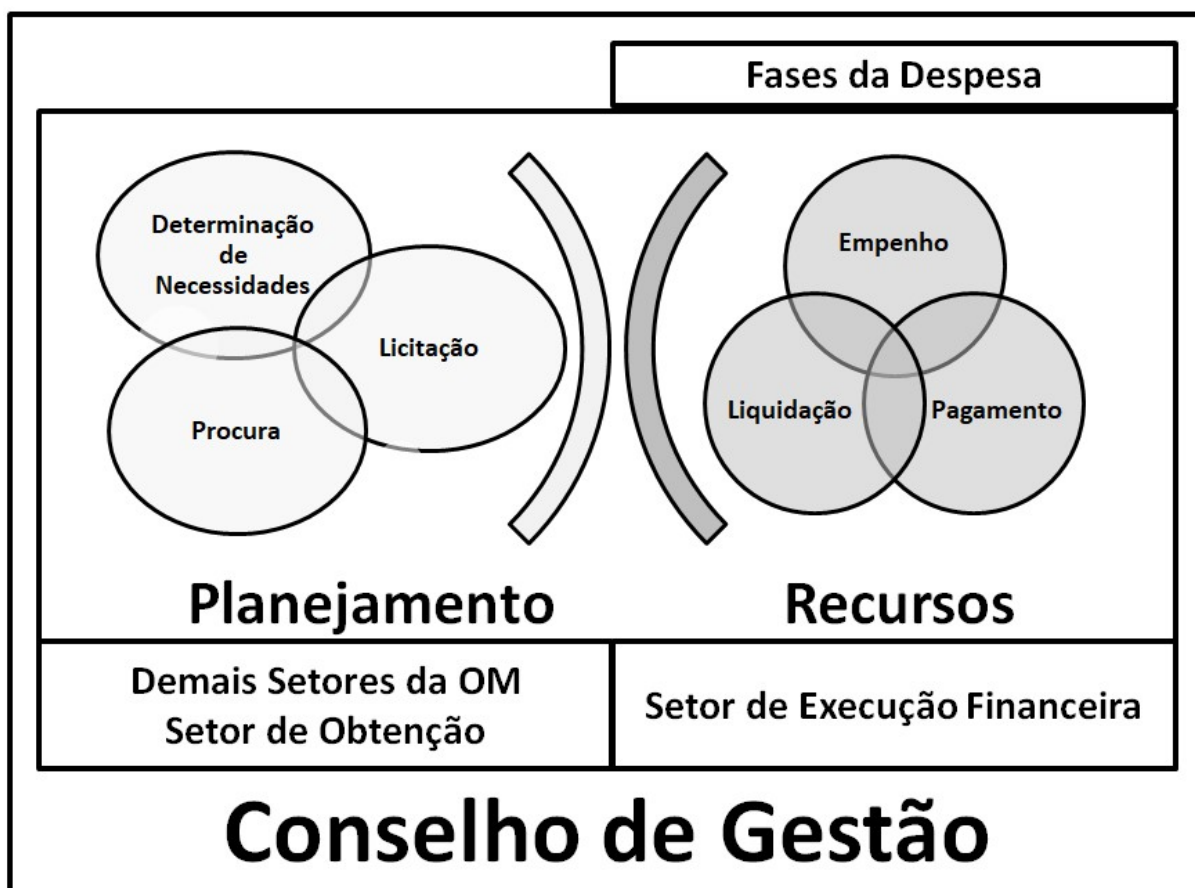 Fases da Despesa
Determinação
de
Necessidades
Licitação
Procura
Empenho
Liquidação
Pagamento
Planejamento
Recursos
Demais Setores da OM
Setor de Obtenção
Setor de Execução Financeira
Conselho de Gestão